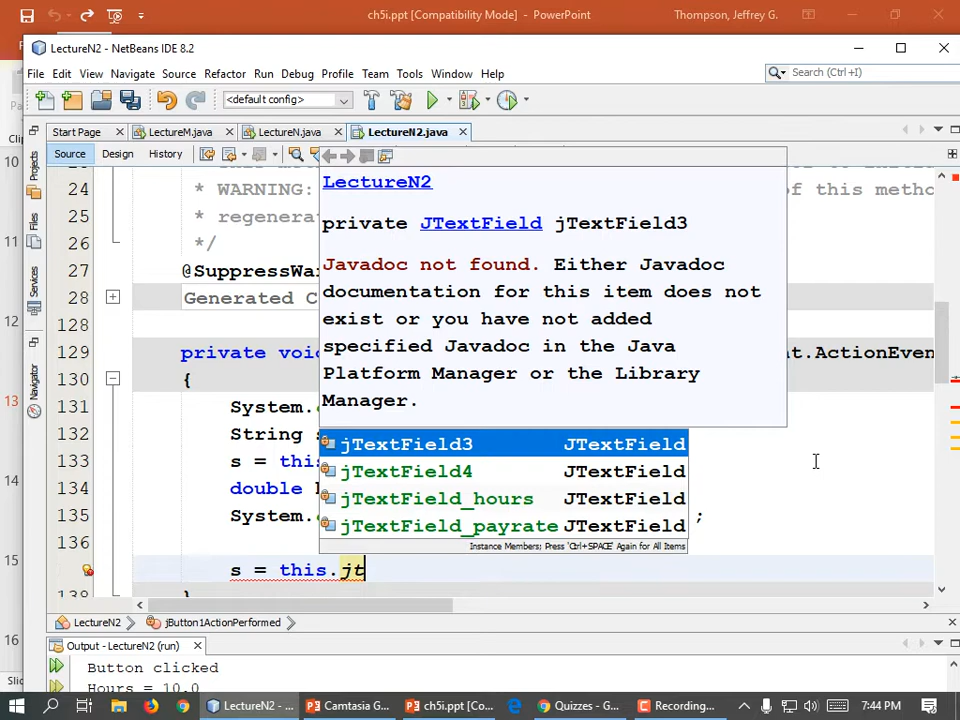 ch5i.ppt [Compatibility Mode] - PowerPoint
Thompson, Jeffrey G.
LectureN2 - NetBeans IDE 8.2
File Edit View Navigate Source Refactor Run Debug Profile Team Tools Window Help
Search (Ctrl+I)
<default config>
Start Page
LectureM.java
LectureN.java
LectureN2.java
Source Design History
Projects
Files
Services
Navigator
10
11
12
13
14
15
16
24 * WARNING: of this metho
25 * regenera
26 */
27 @SuppressWa
28 Generated C
128
129 private voi t.ActionEven
130 {
131 System.
132 String s
133 s = this
134 double
135 System. ;
136
s = this.jt
138 }
LectureN2
private JTextField jTextField3
Javadoc not found. Either Javadoc
documentation for this item does not
exist or you have not added
specified Javadoc in the Java
Platform Manager or the Library
Manager.
jTextField3 JTextField
jTextField4 JTextField
jTextField_hours JTextField
jTextField_payrate JTextField
Instance Members; Press 'Ctrl+SPACE' Again for All Items
LectureN2
jButton1ActionPerformed
Output - LectureN2 (run)
Button clicked
Hours = 10.0
LectureN2 - ...
Camtasia G...
ch5i.ppt [Co...
Quizzes - G...
Recording...
7:44 PM